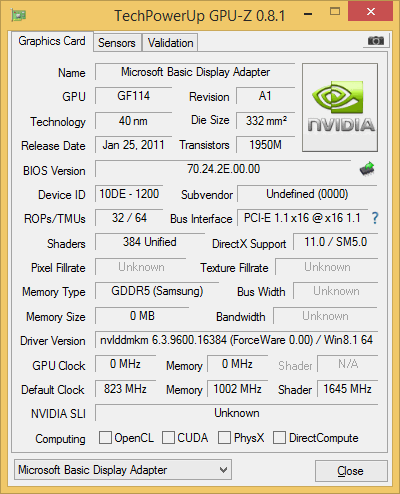 TechPowerUp GPU-Z 0.8.1
Graphics Card Sensors Validation
Name Microsoft Basic Display Adapter
GPU GF114 Revision A1
Technology 40 nm Die Size 332 mm²
Release Date Jan 25, 2011 Transistors 1950M
NVIDIA
BIOS Version 70.24.2E.00.00
Device ID 10DE - 1200 Subvendor Undefined (0000)
ROPs/TMUs 32 / 64 Bus Interface PCI-E 1.1 x16 @ x16 1.1 ?
Shaders 384 Unified DirectX Support 11.0 / SM5.0
Pixel Fillrate Unknown Texture Fillrate Unknown
Memory Type GDDR5 (Samsung) Bus Width Unknown
Memory Size 0 MB Bandwidth Unknown
Driver Version nvlddmkm 6.3.9600.16384 (ForceWare 0.00) / Win8.1 64
GPU Clock 0 MHz Memory 0 MHz Shader N/A
Default Clock 823 MHz Memory 1002 MHz Shader 1645 MHz
NVIDIA SLI Unknown
Computing OpenCL CUDA PhysX DirectCompute
Microsoft Basic Display Adapter Close